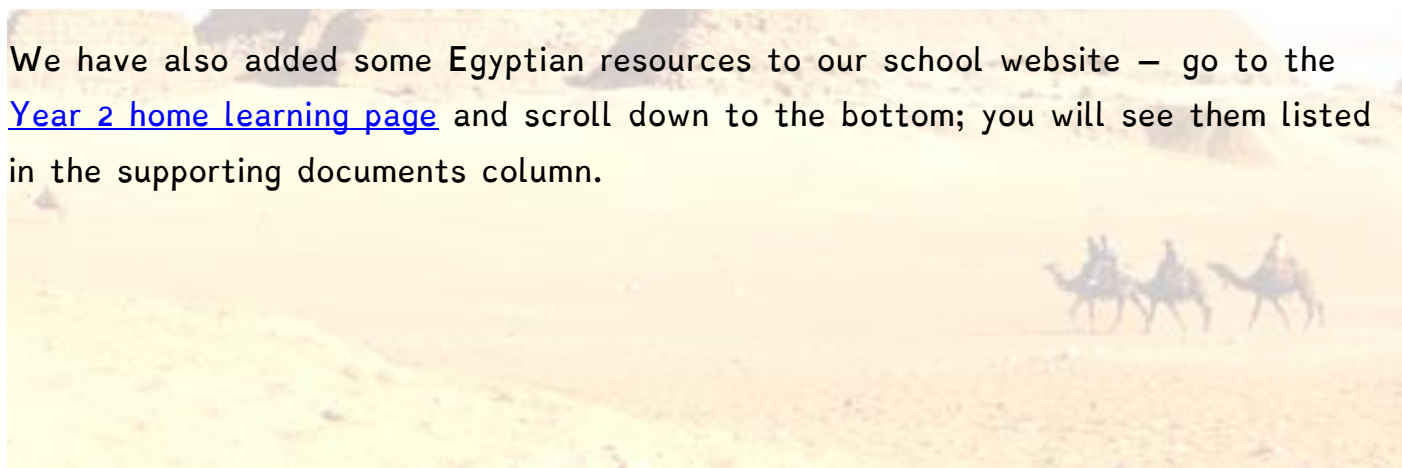 We have also added some Egyptian resources to our school website – go to the
Year 2 home learning page and scroll down to the bottom; you will see them listed
in the supporting documents column.